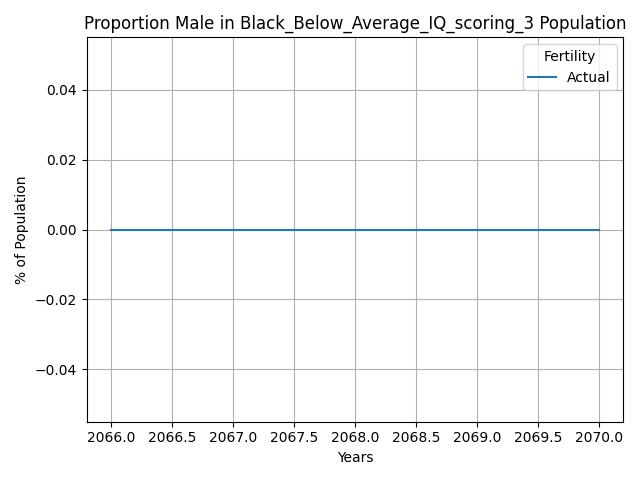 Proportion Male in Black_Below_Average_IQ_scoring_3 Population
Fertility
Actual
0.04
0.02
0.00
−0.02
−0.04
% of Population
2066.0 2066.5 2067.0 2067.5 2068.0 2068.5 2069.0 2069.5 2070.0
Years